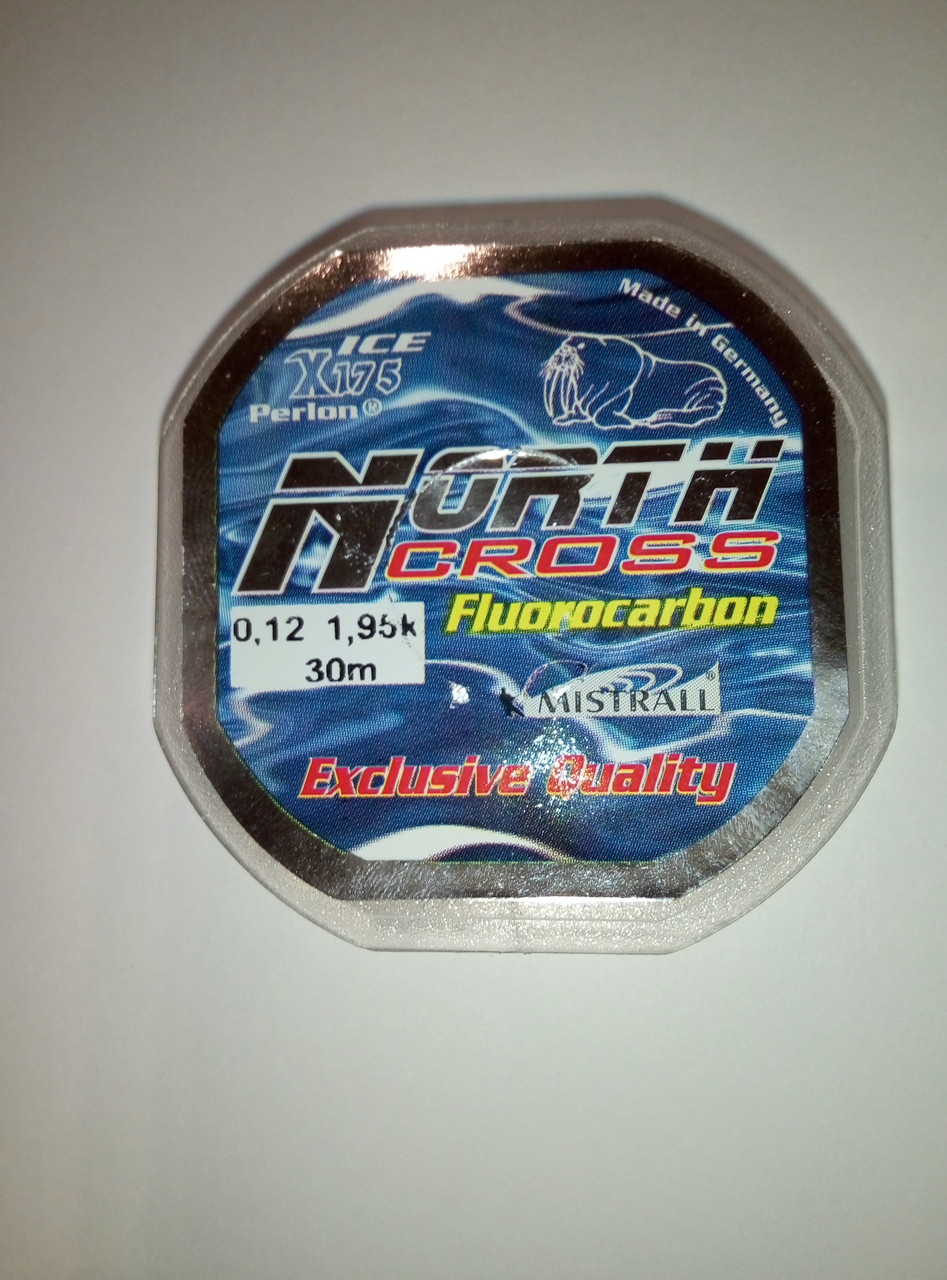 Made in Germany
ICE
X175
Perlon®
NORTH
CROSS
Fluorocarbon
0,12 1,95k
30m
MISTRALL®
Exclusive Quality